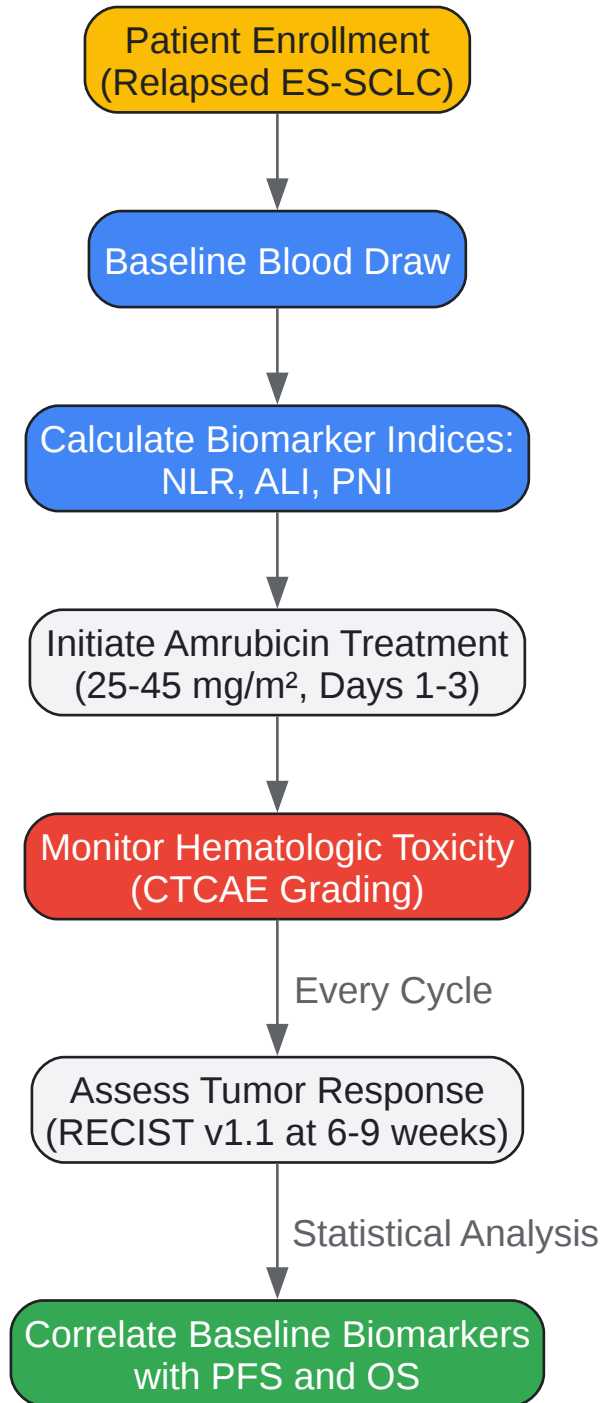 Patient Enrollment
(Relapsed ES-SCLC)
Baseline Blood Draw
Calculate Biomarker Indices:
NLR, ALI, PNI
Initiate Amrubicin Treatment
(25-45 mg/m², Days 1-3)
Monitor Hematologic Toxicity
(CTCAE Grading)
Every Cycle
Assess Tumor Response
(RECIST v1.1 at 6-9 weeks)
Statistical Analysis
Correlate Baseline Biomarkers
with PFS and OS